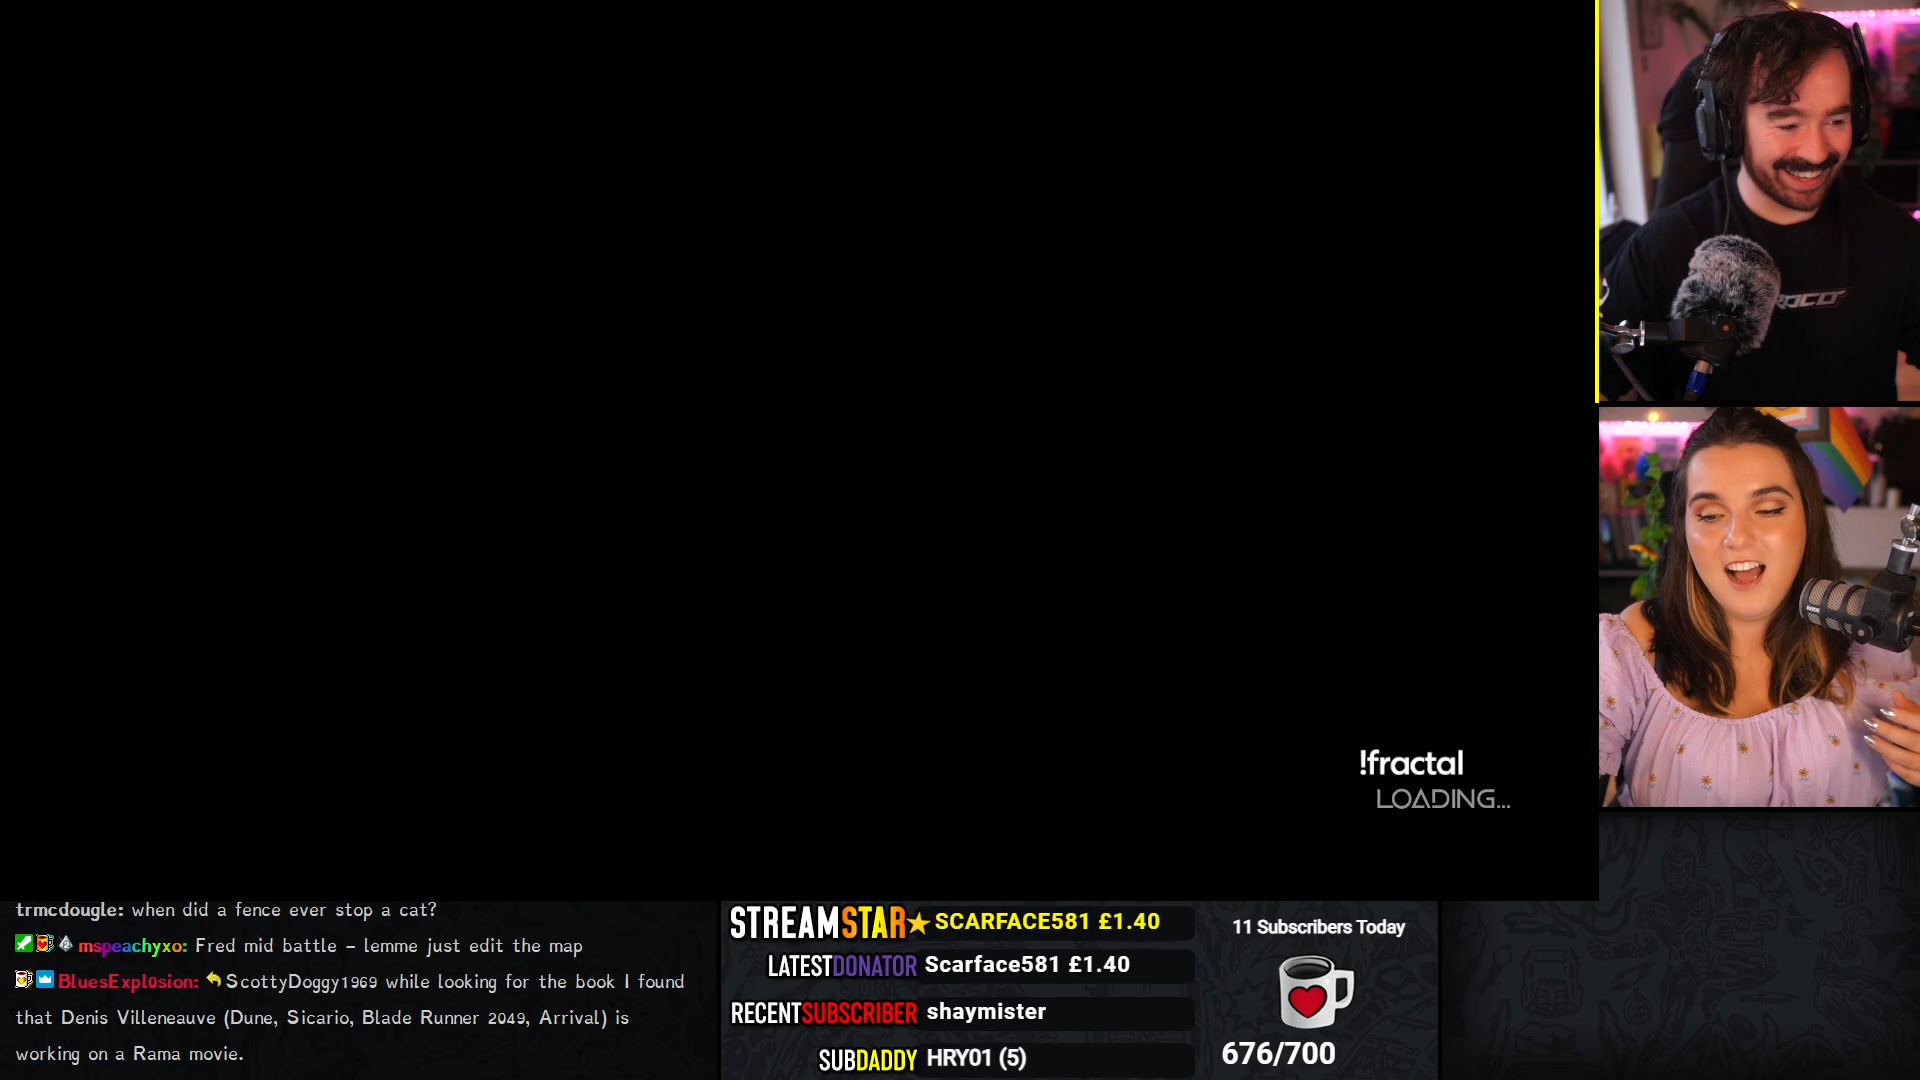 !fractal
LOADING...
trmcdougle: when did a fence ever stop a cat?
mspeachyxo: Fred mid battle - lemme just edit the map
BluesExpl0sion: ScottyDoggy1969 while looking for the book I found
that Denis Villeneauve (Dune, Sicario, Blade Runner 2049, Arrival) is
working on a Rama movie.
STREAMSTAR SCARFACE581 £1.40
LATESTDONATOR Scarface581 £1.40
RECENTSUBSCRIBER shaymister
SUBDADDY HRY01 (5)
11 Subscribers Today
676/700
RODE